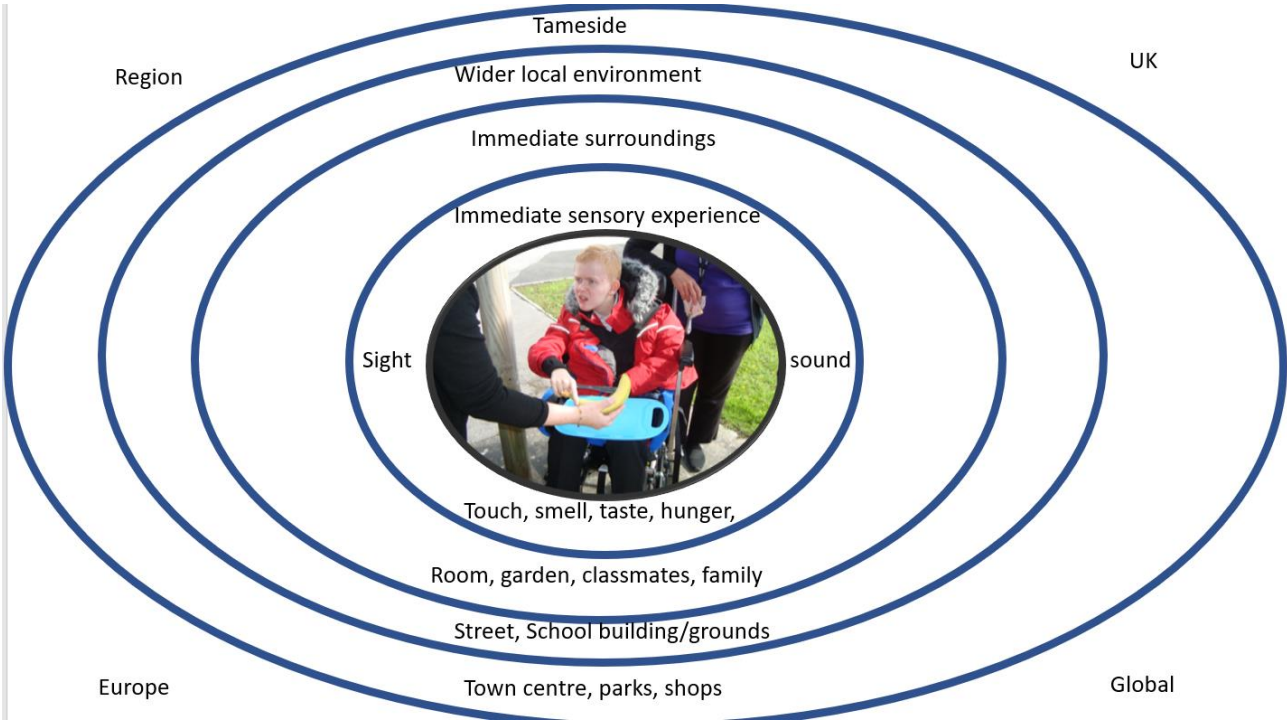 Tameside
Region
UK
Wider local environment
Immediate surroundings
Immediate sensory experience
Sight
sound
Touch, smell, taste, hunger,
Room, garden, classmates, family
Street, School building/grounds
Europe
Town centre, parks, shops
Global